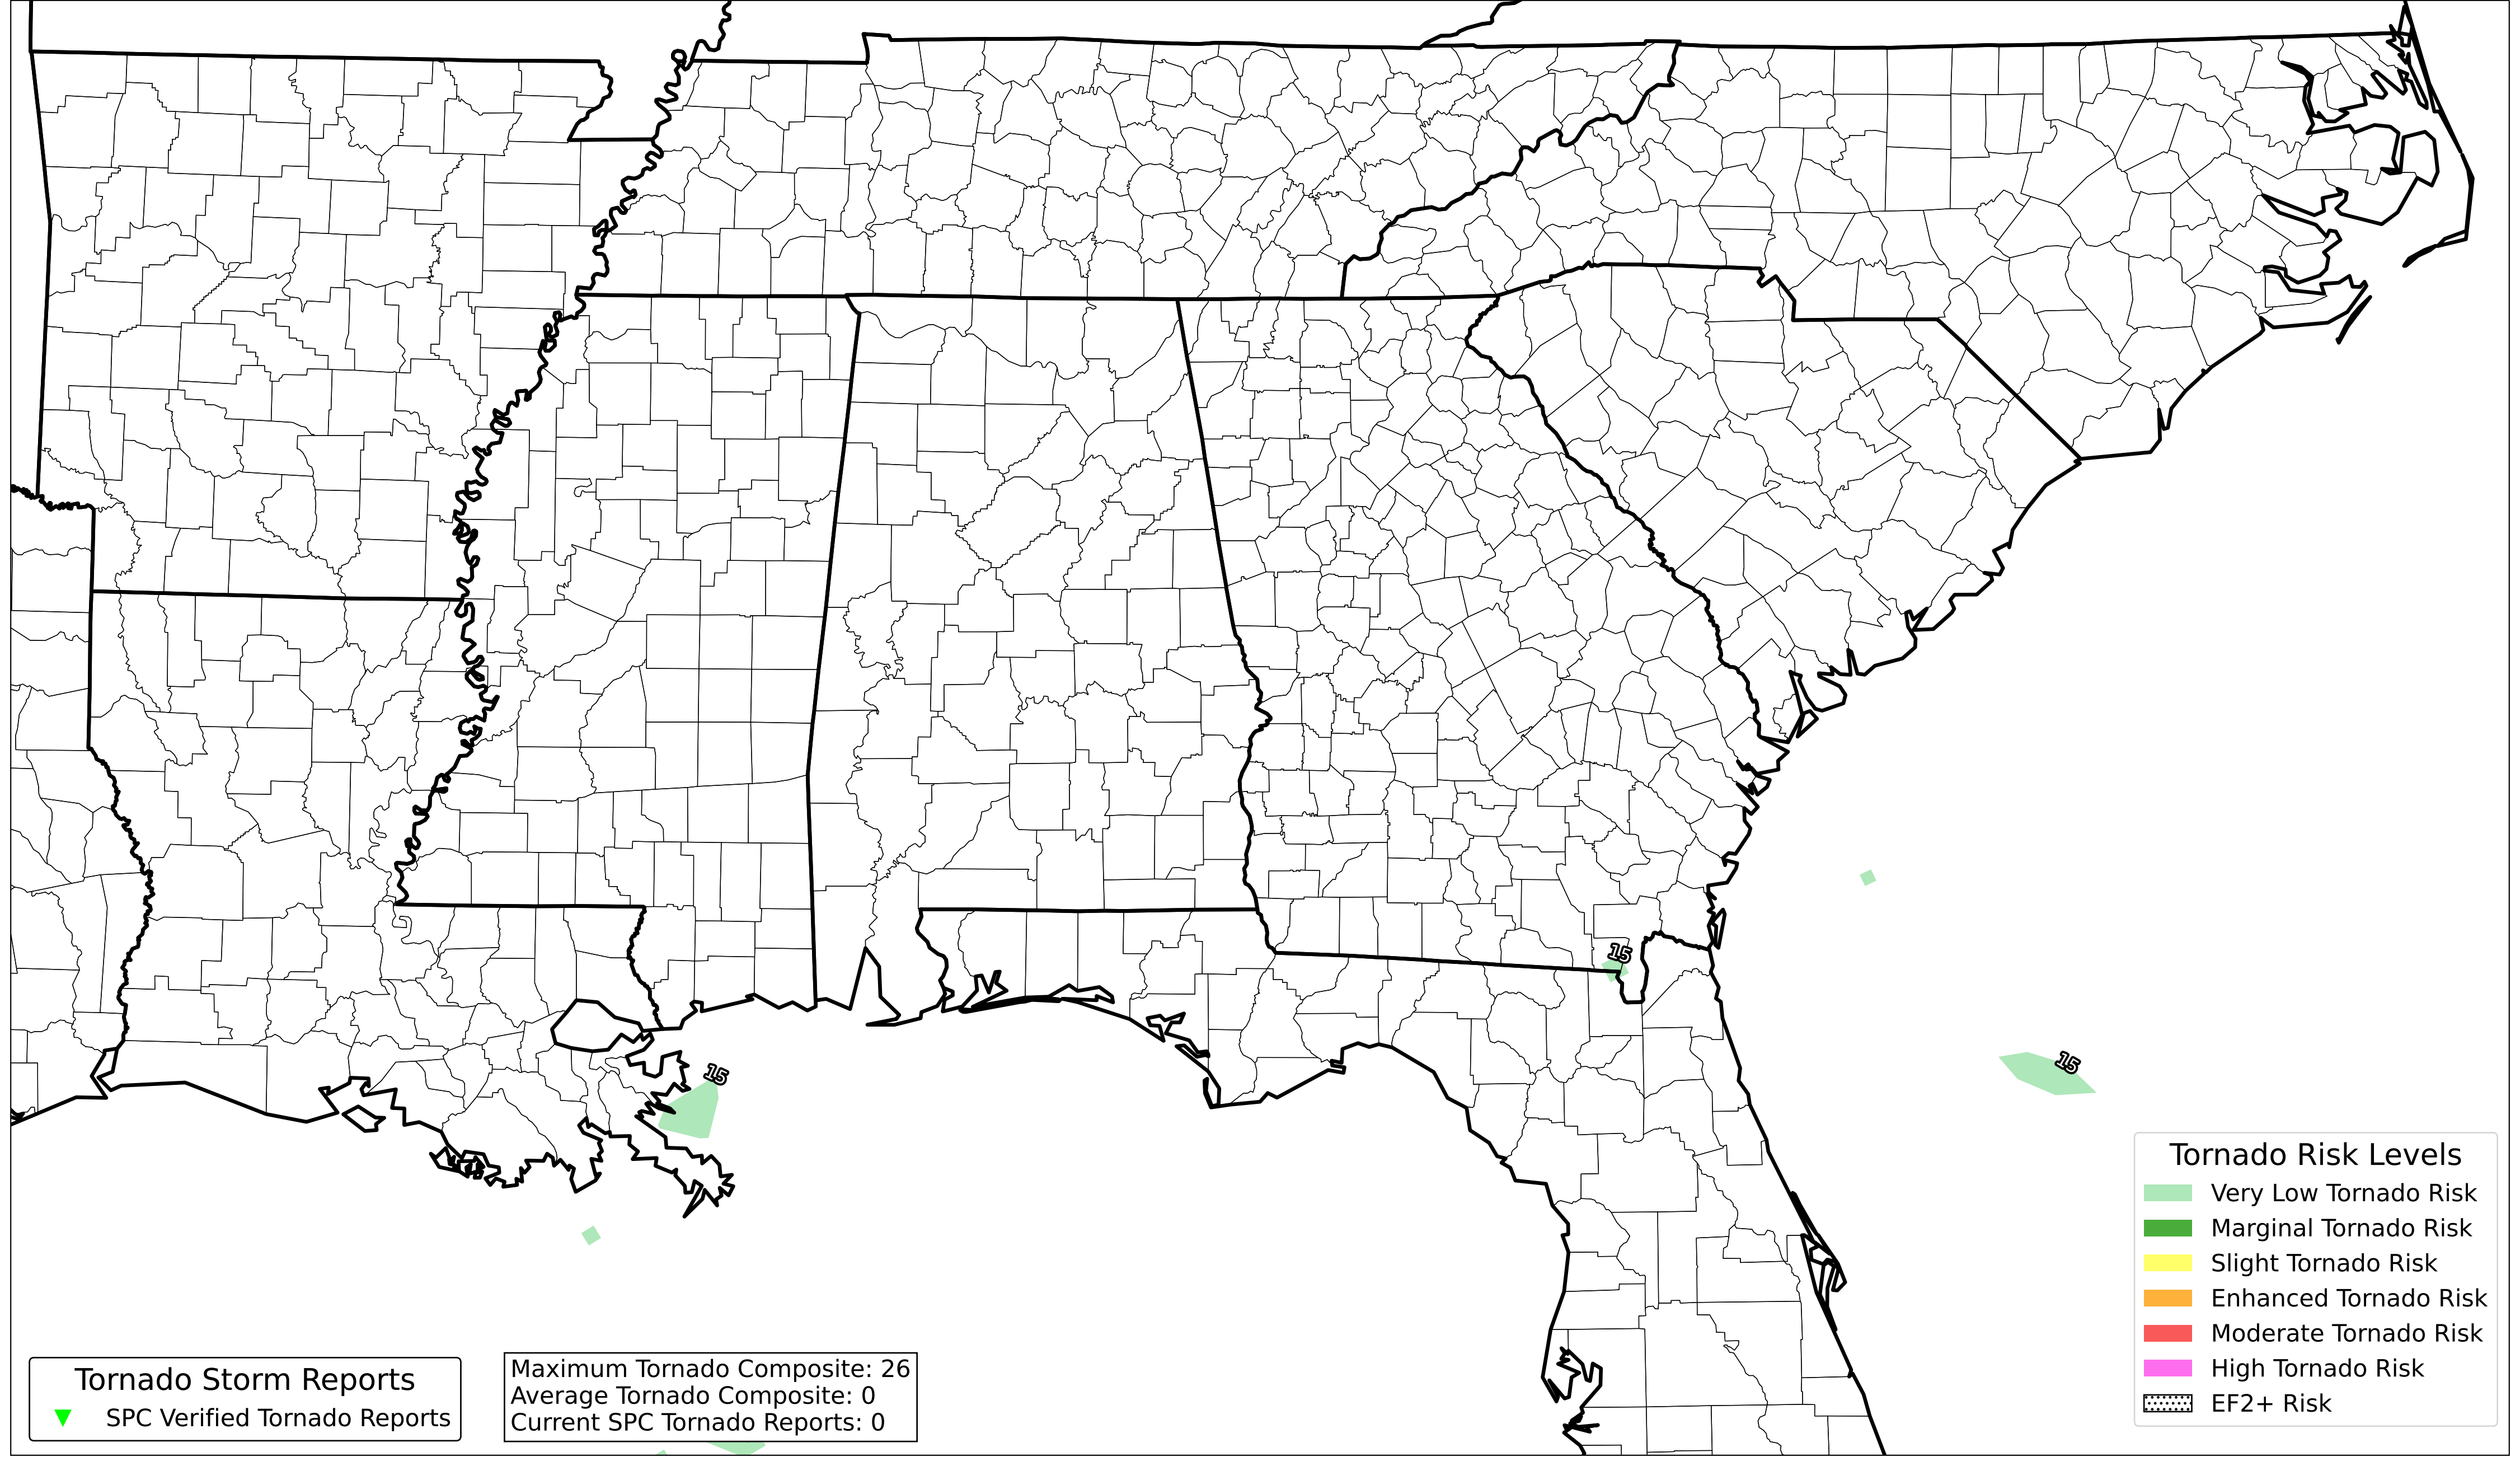 15
15
15
Tornado Risk Levels
Very Low Tornado Risk
Marginal Tornado Risk
Slight Tornado Risk
Enhanced Tornado Risk
Moderate Tornado Risk
High Tornado Risk
EF2+ Risk
Tornado Storm Reports
SPC Verified Tornado Reports
Maximum Tornado Composite: 26
Average Tornado Composite: 0
Current SPC Tornado Reports: 0